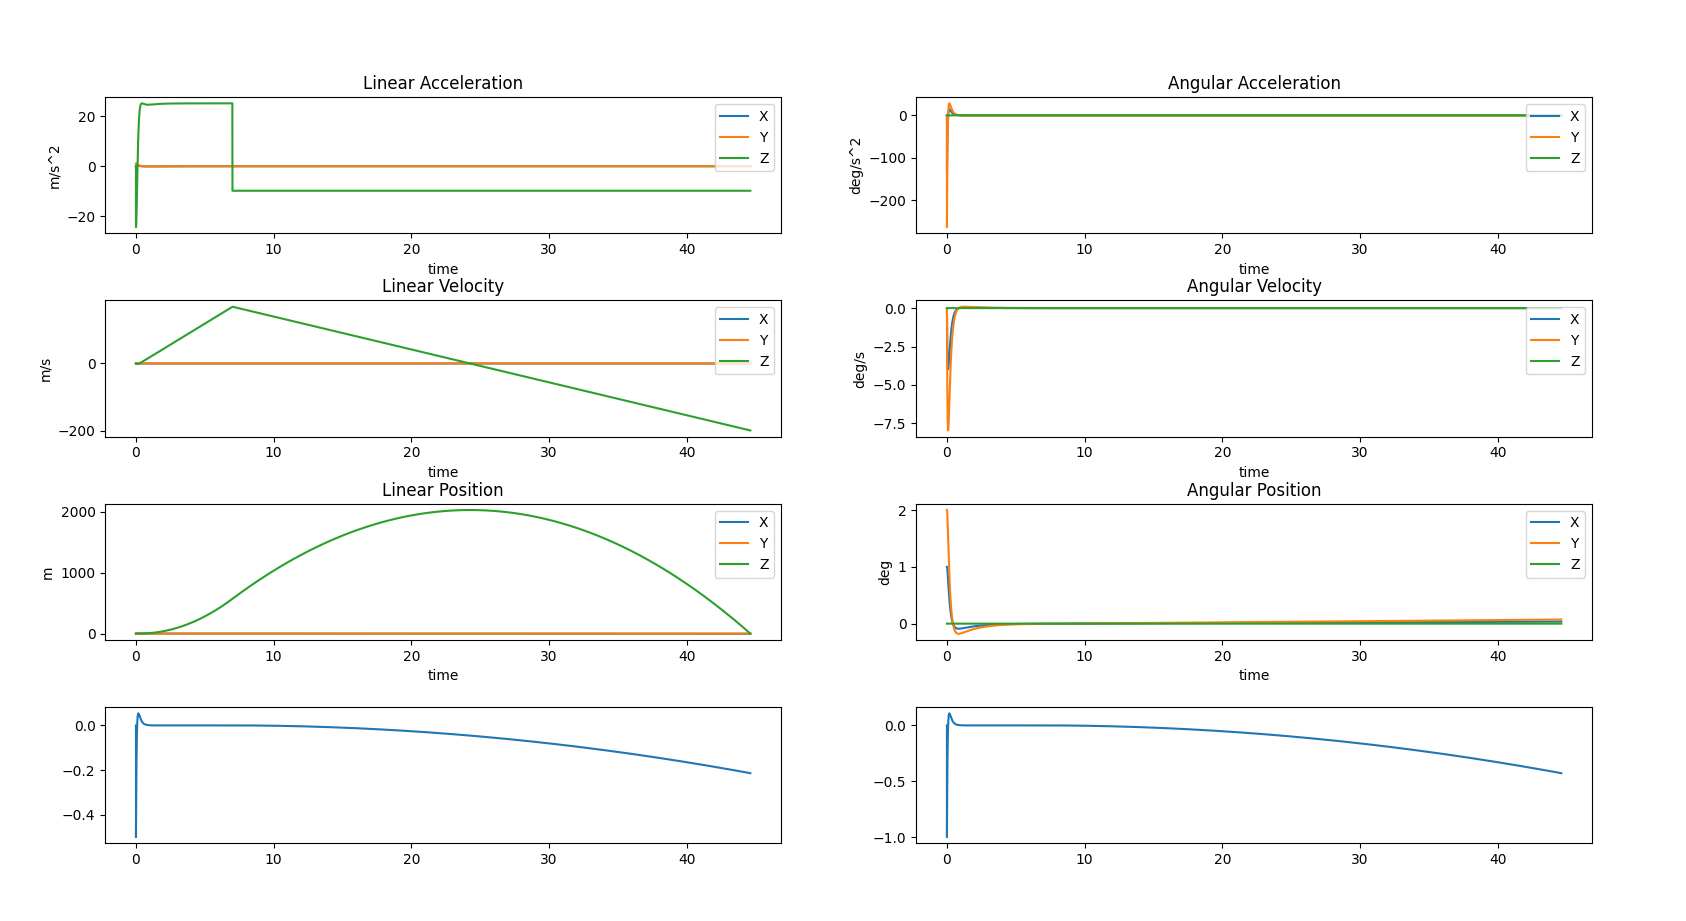 Linear Acceleration
m/s^2
20
0
−20
X
Y
Z
0 10 20 30 40
time
Angular Acceleration
deg/s^2
0
−100
−200
X
Y
Z
0 10 20 30 40
time
Linear Velocity
m/s
0
−200
X
Y
Z
0 10 20 30 40
time
Angular Velocity
deg/s
0.0
−2.5
−5.0
−7.5
X
Y
Z
0 10 20 30 40
time
Linear Position
m
2000
1000
0
X
Y
Z
0 10 20 30 40
time
Angular Position
deg
2
1
0
X
Y
Z
0 10 20 30 40
time
0.0
−0.2
−0.4
0 10 20 30 40
0.0
−0.5
−1.0
0 10 20 30 40